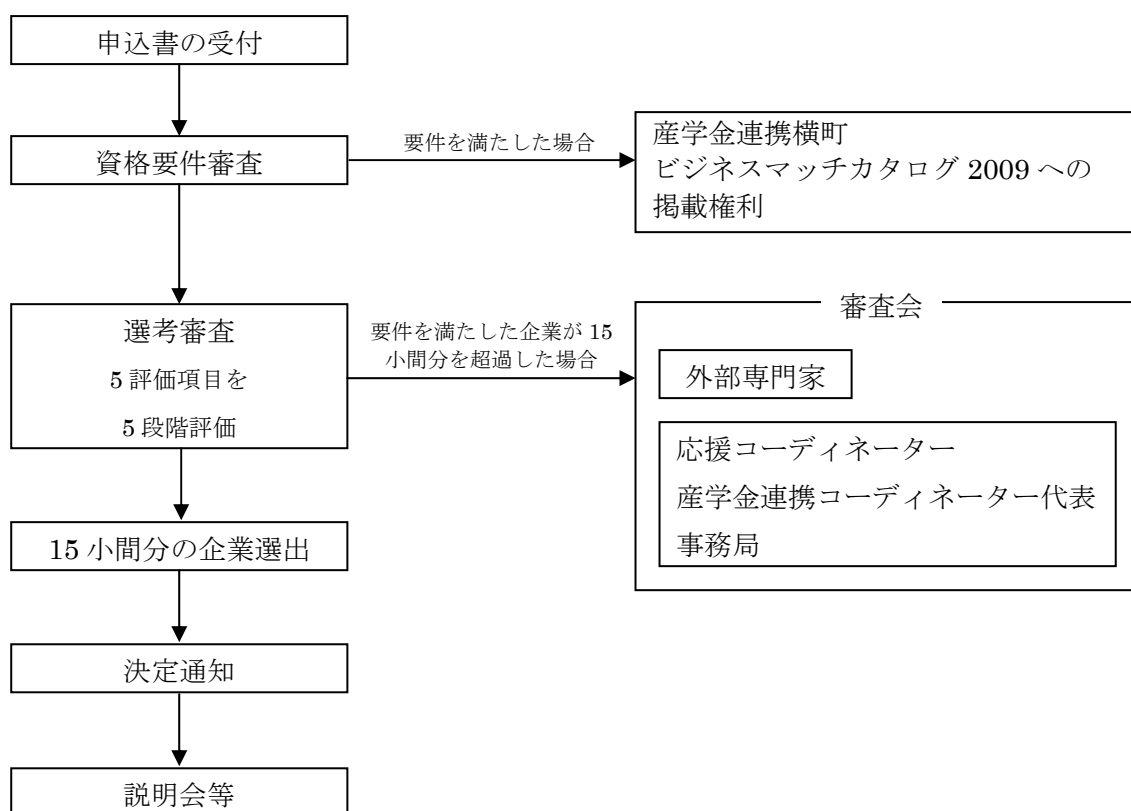 申込書の受付
資格要件審査
要件を満たした場合
産学金連携横町
ビジネスマッチカタログ 2009 への
掲載権利
選考審査
5 評価項目を
5 段階評価
要件を満たした企業が 15
小間分を超過した場合
審査会
外部専門家
応援コーディネーター
産学金連携コーディネーター代表
事務局
15 小間分の企業選出
決定通知
説明会等